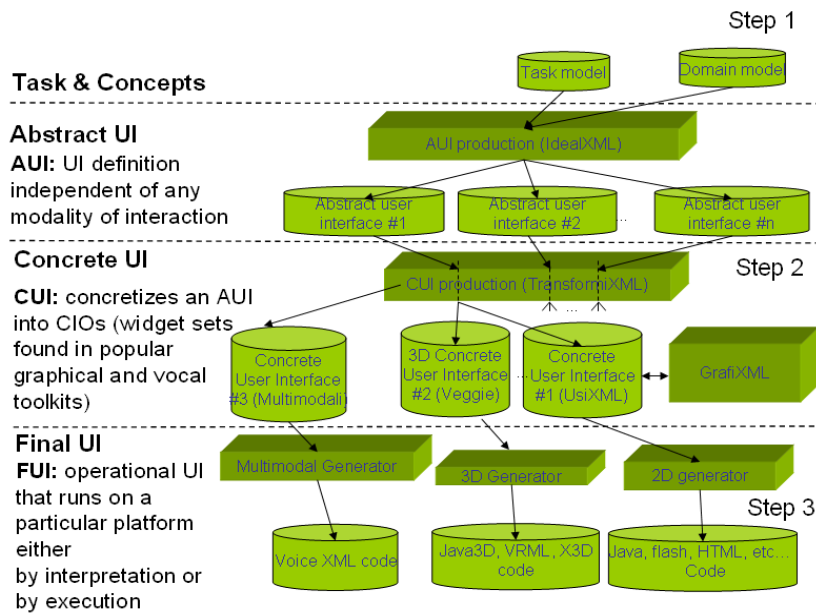 Step 1
Task & Concepts
Task model
Domain model
Abstract UI
AUI: UI definition
independent of any
modality of interaction
AUI production (IdealXML)
Abstract user
interface #1
Abstract user
interface #2
...
Abstract user
interface #n
Concrete UI
Step 2
CUI: concretizes an AUI
into CIOs (widget sets
found in popular
graphical and vocal
toolkits)
CUI production (TransformiXML)
...
Concrete
User Interface
#3 (Multimodali)
3D Concrete
User Interface
#2 (Veggie)
...
Concrete
User Interface
#1 (UsiXML)
GrafiXML
Final UI
FUI: operational UI
that runs on a
particular platform
either
by interpretation or
by execution
Multimodal Generator
3D Generator
2D generator
Step 3
Voice XML code
Java3D, VRML, X3D
code
Java, flash, HTML, etc...
Code